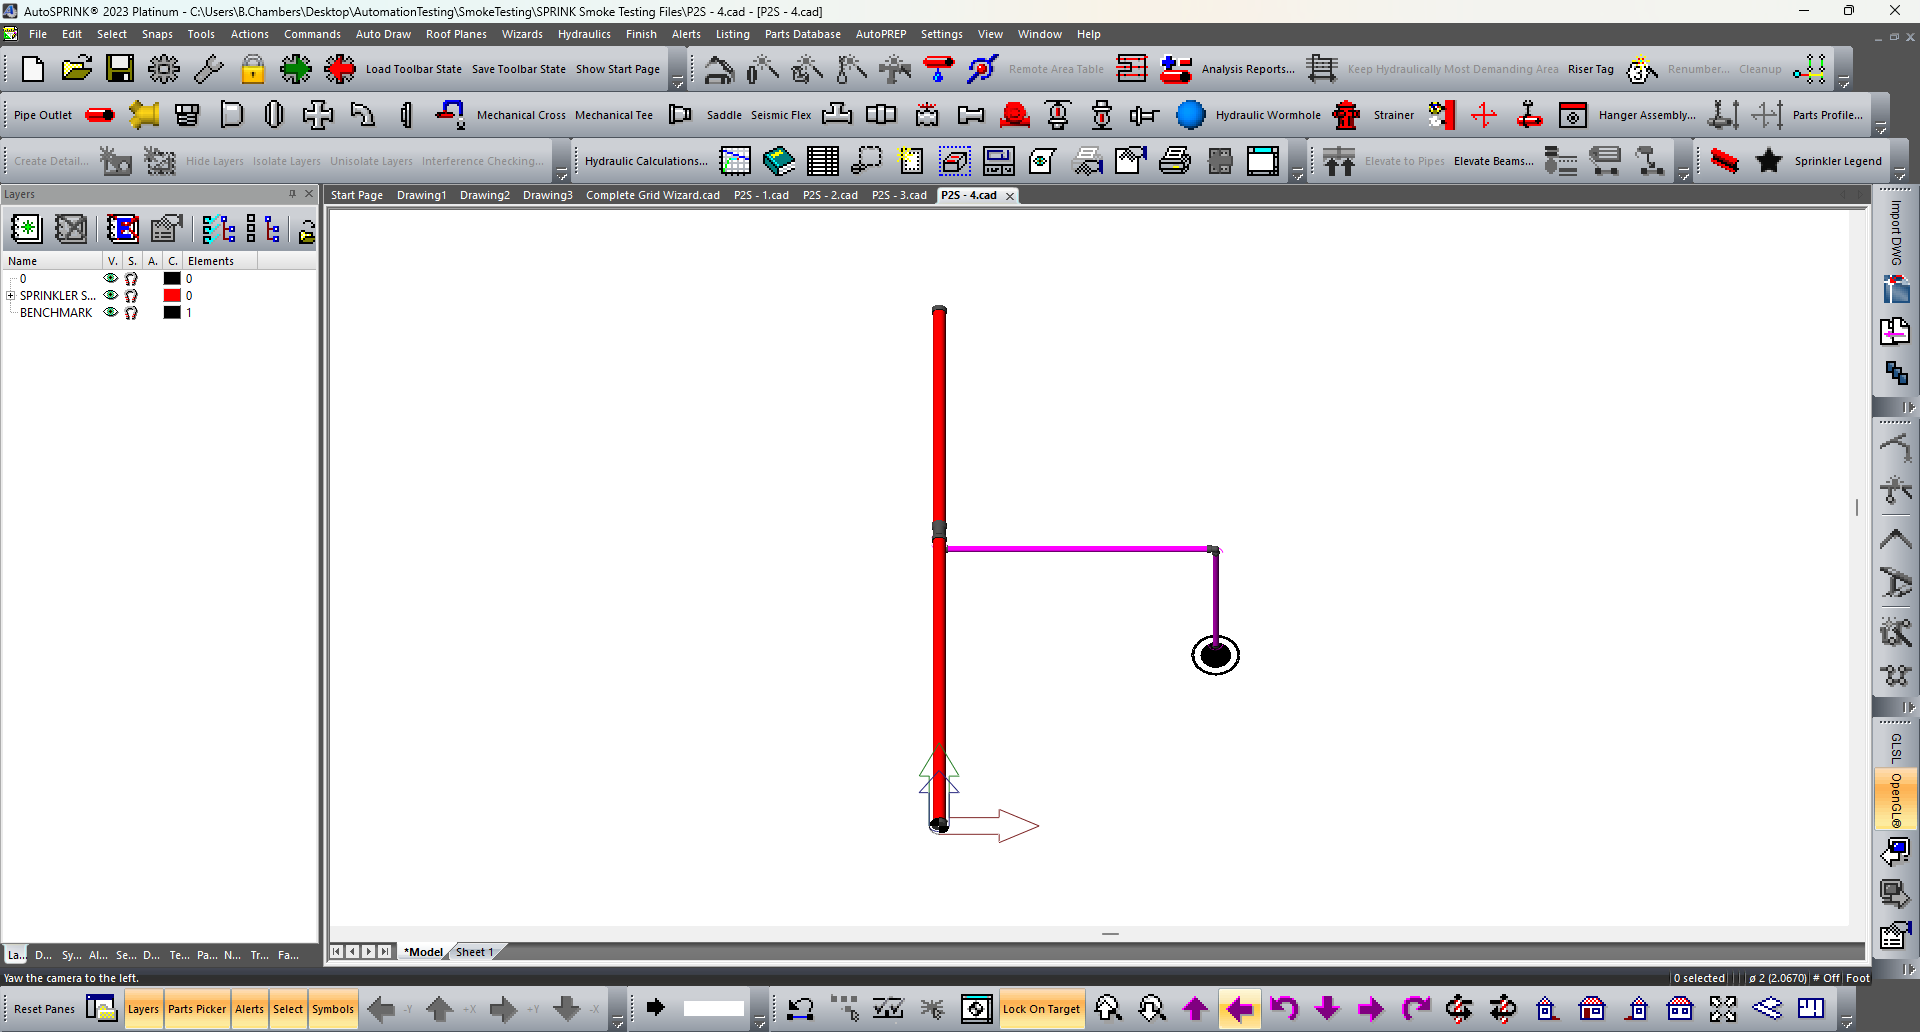 AutoSPRINK® 2023 Platinum - C:\Users\B.Chambers\Desktop\AutomationTesting\SmokeTesting\SPRINK Smoke Testing Files\P2S - 4.cad - [P2S - 4.cad]
File Edit Select Snaps Tools Actions Commands Auto Draw Roof Planes Wizards Hydraulics Finish Alerts Listing Parts Database AutoPREP Settings View Window Help
Load Toolbar State Save Toolbar State Show Start Page Remote Area Table Analysis Reports... Keep Hydraulically Most Demanding Area Riser Tag Renumber... Cleanup
Pipe Outlet Mechanical Cross Mechanical Tee Saddle Seismic Flex Hydraulic Wormhole Strainer Hanger Assembly... Parts Profile...
Create Detail... Hide Layers Isolate Layers Unisolate Layers Interference Checking... Hydraulic Calculations... Elevate to Pipes Elevate Beams... Sprinkler Legend
Layers
Start Page Drawing1 Drawing2 Drawing3 Complete Grid Wizard.cad P2S - 1.cad P2S - 2.cad P2S - 3.cad P2S - 4.cad
Import DWG
Name V. S. A. C. Elements
0 0
SPRINKLER S... 0
BENCHMARK 1
GLSL
OpenGL®
La... D... Sy... Al... Se... D... Te... Pa... N... Tr... Fa...
*Model Sheet 1
Yaw the camera to the left.
0 selected ø 2 (2.0670) # Off Foot
Reset Panes Layers Parts Picker Alerts Select Symbols -Y +X +Y -X Lock On Target